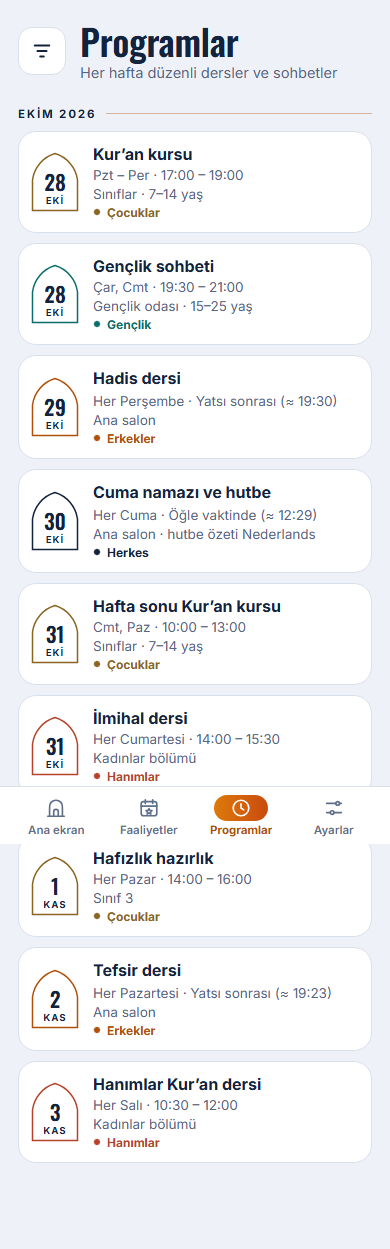 Programlar
Her hafta düzenli dersler ve sohbetler
EKİM 2026
28
EKİ
Kur’an kursu
Pzt – Per · 17:00 – 19:00
Sınıflar · 7–14 yaş
Çocuklar
28
EKİ
Gençlik sohbeti
Çar, Cmt · 19:30 – 21:00
Gençlik odası · 15–25 yaş
Gençlik
29
EKİ
Hadis dersi
Her Perşembe · Yatsı sonrası (≈ 19:30)
Ana salon
Erkekler
30
EKİ
Cuma namazı ve hutbe
Her Cuma · Öğle vaktinde (≈ 12:29)
Ana salon · hutbe özeti Nederlands
Herkes
31
EKİ
Hafta sonu Kur’an kursu
Cmt, Paz · 10:00 – 13:00
Sınıflar · 7–14 yaş
Çocuklar
31
EKİ
İlmihal dersi
Her Cumartesi · 14:00 – 15:30
Kadınlar bölümü
Hanımlar
Ana ekran
Faaliyetler
Programlar
Ayarlar
1
KAS
Hafızlık hazırlık
Her Pazar · 14:00 – 16:00
Sınıf 3
Çocuklar
2
KAS
Tefsir dersi
Her Pazartesi · Yatsı sonrası (≈ 19:23)
Ana salon
Erkekler
3
KAS
Hanımlar Kur’an dersi
Her Salı · 10:30 – 12:00
Kadınlar bölümü
Hanımlar